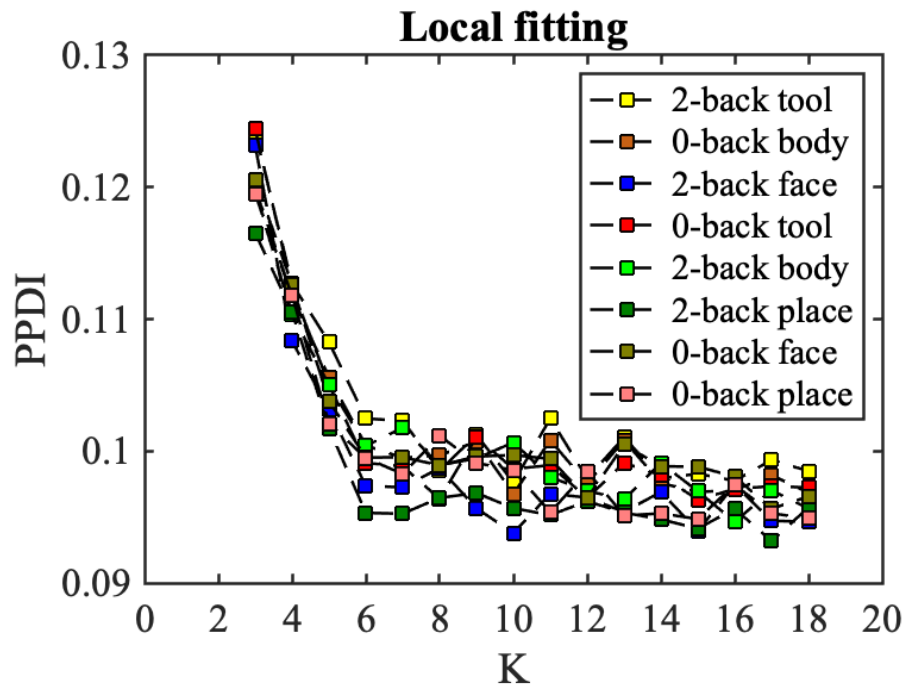 Local fitting
0.13
0.12
0.11
0.1
0.09
PPDI
0 2 4 6 8 10 12 14 16 18 20
K
2-back tool
0-back body
2-back face
0-back tool
2-back body
2-back place
0-back face
0-back place